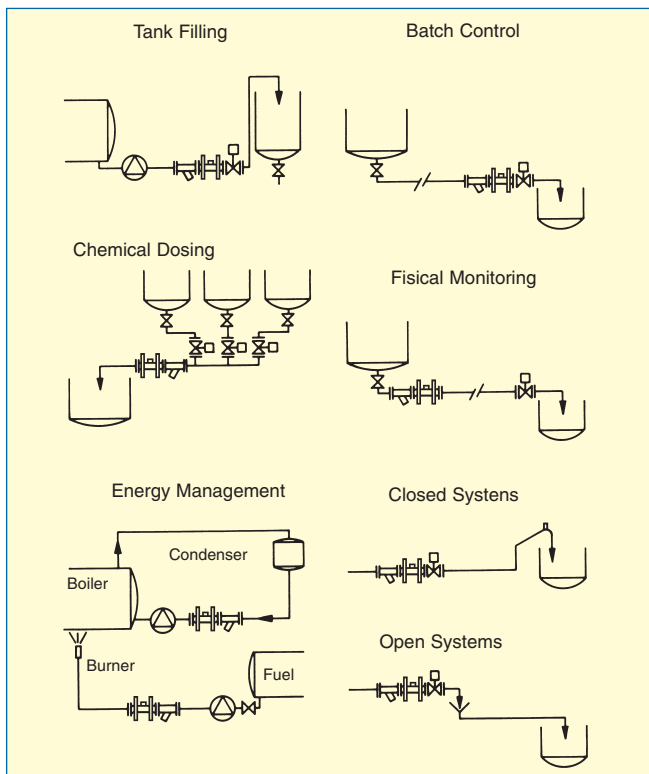 Tank Filling
Batch Control
Chemical Dosing
Fisical Monitoring
Energy Management
Condenser
Boiler
Burner
Fuel
Closed Systens
Open Systems